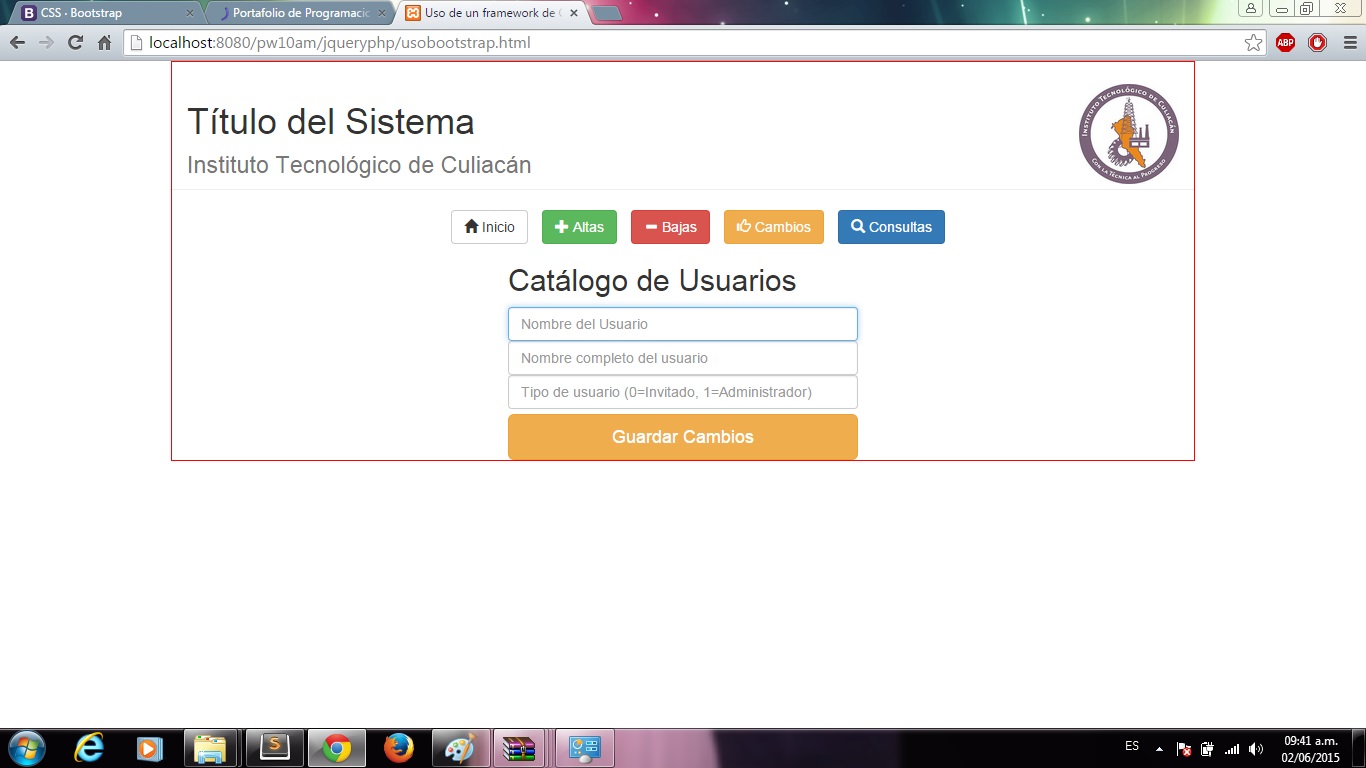 CSS · Bootstrap
Portafolio de Programacio
Uso de un framework de C
localhost:8080/pw10am/jqueryphp/usobootstrap.html
ABP
Título del Sistema
Instituto Tecnológico de Culiacán
INSTITUTO TECNOLÓGICO DE CULIACÁN
CON LA TÉCNICA AL PROGRESO
Inicio
Altas
Bajas
Cambios
Consultas
Catálogo de Usuarios
Nombre del Usuario
Nombre completo del usuario
Tipo de usuario (0=Invitado, 1=Administrador)
Guardar Cambios
ES
09:41 a.m.
02/06/2015